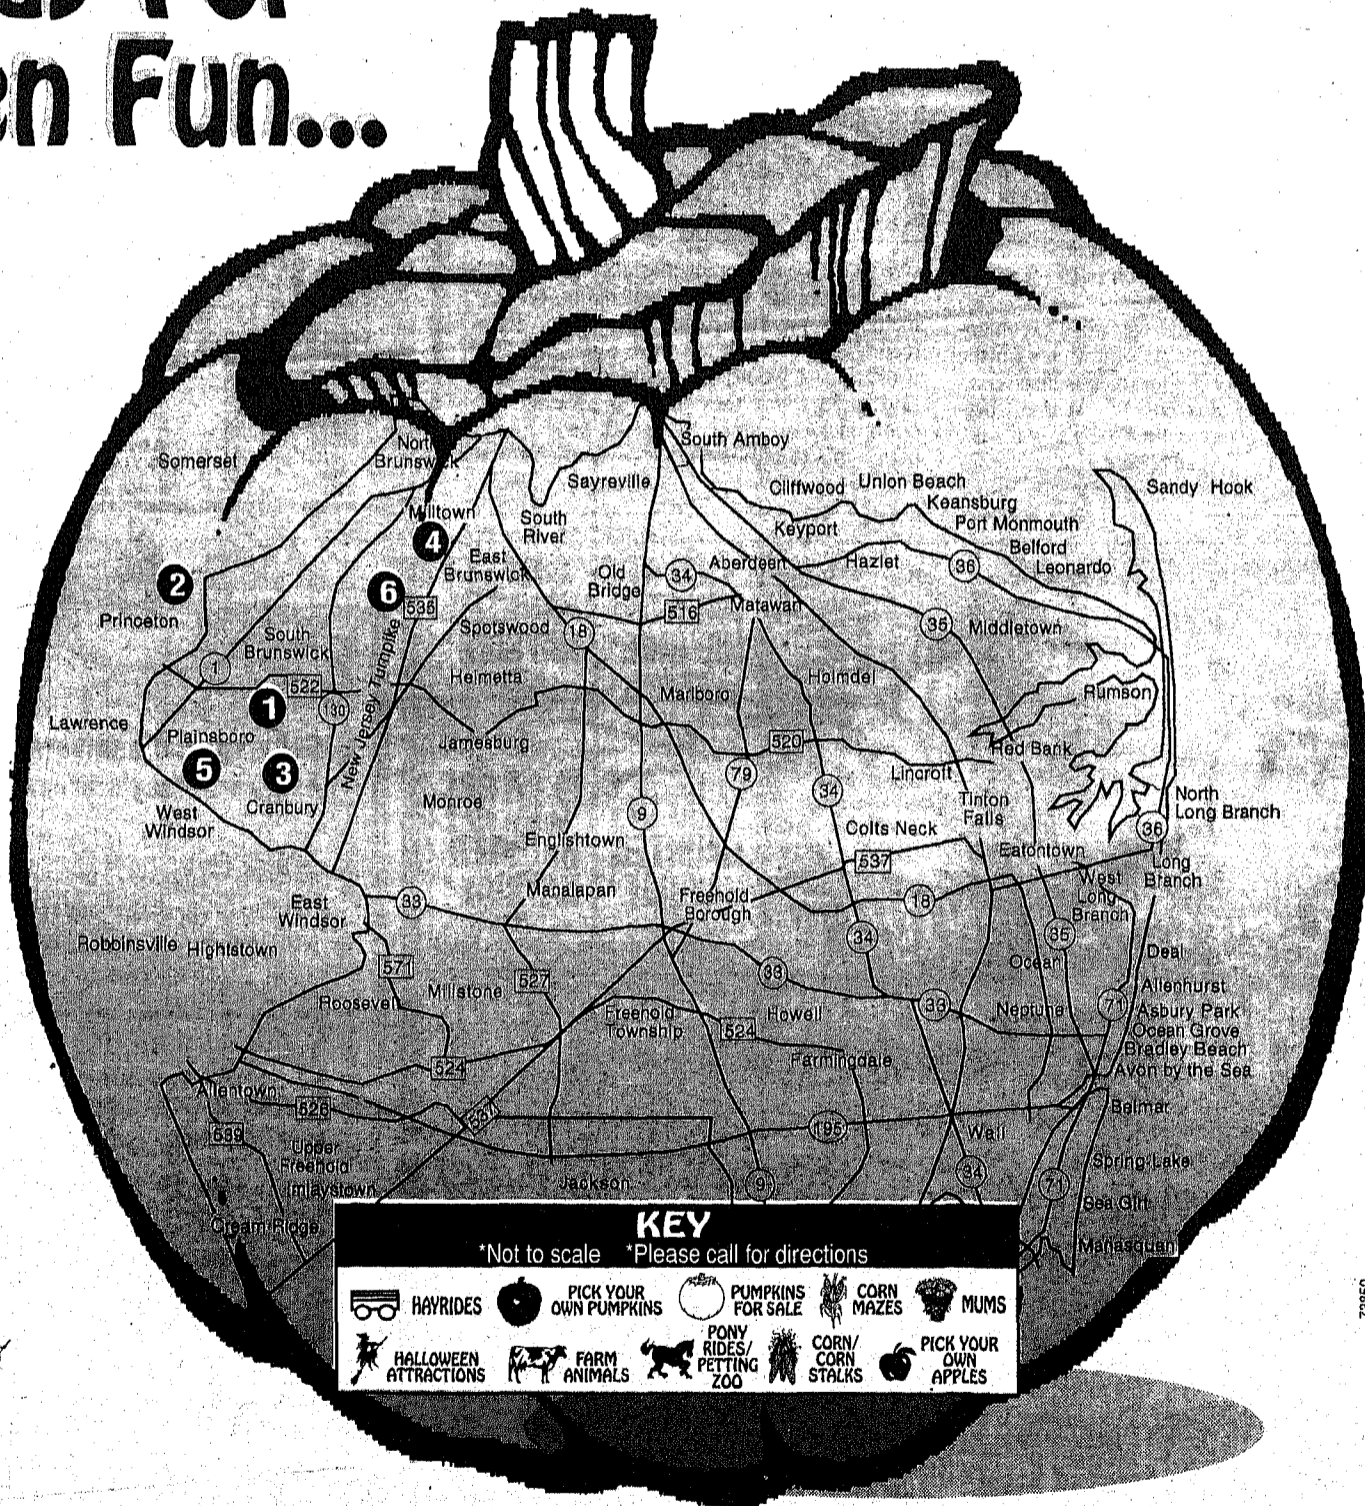 en Fun...
Somerset
North
Brunswick
South Amboy
Sayreville
Cliffwood
Union Beach
Keansburg
Sandy Hook
Milltown
South
River
Keyport
Port Monmouth
Belford
Leonardo
4
East
Brunswick
Old
Bridge
34
Aberdeen
Hazlet
36
2
6
535
516
Matawan
Princeton
South
Brunswick
Spotswood
18
35
Middletown
1
522
Helmetta
Marlboro
Holmdel
Rumson
1
130
New Jersey Turnpike
Lawrence
Plainsboro
Jamesburg
520
Red Bank
5
3
79
34
Lincroft
West
Windsor
Cranbury
Monroe
9
Tinton
Falls
North
Long Branch
Englishtown
Colts Neck
36
537
Eatontown
Long
Branch
Manalapan
Freehold
Borough
18
West
Long
Branch
East
Windsor
33
Robbinsville
Hightstown
34
35
Deal
571
527
33
Ocean
Roosevelt
Millstone
Allenhurst
Freehold
Township
Howell
33
Neptune
71
Asbury Park
524
Ocean Grove
Bradley Beach
524
Farmingdale
Avon by the Sea
Allentown
526
537
Belmar
539
195
Wall
Upper
Freehold
Spring Lake
Imlaystown
Jackson
9
34
71
Sea Girt
Cream Ridge
Manasquan
KEY
*Not to scale *Please call for directions
HAYRIDES
PICK YOUR
OWN PUMPKINS
PUMPKINS
FOR SALE
CORN
MAZES
MUMS
HALLOWEEN
ATTRACTIONS
FARM
ANIMALS
PONY
RIDES/
PETTING
ZOO
CORN/
CORN
STALKS
PICK YOUR
OWN
APPLES